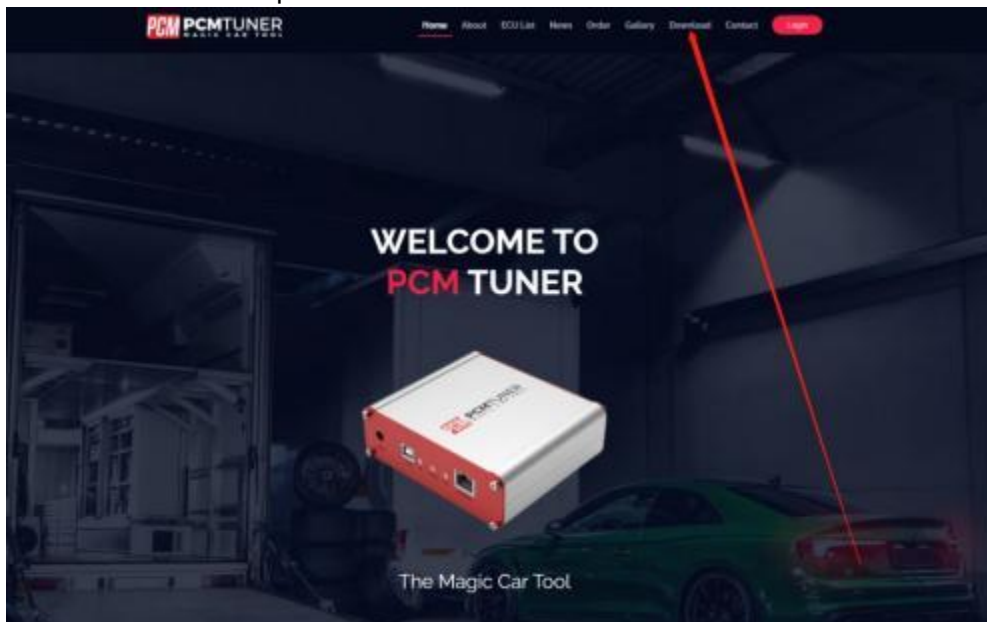 PCM PCMTUNER
MAGIC CAR TOOL
Home About ECU List News Order Gallery Download Contact Login
WELCOME TO
PCM TUNER
PCMTUNER
The Magic Car Tool